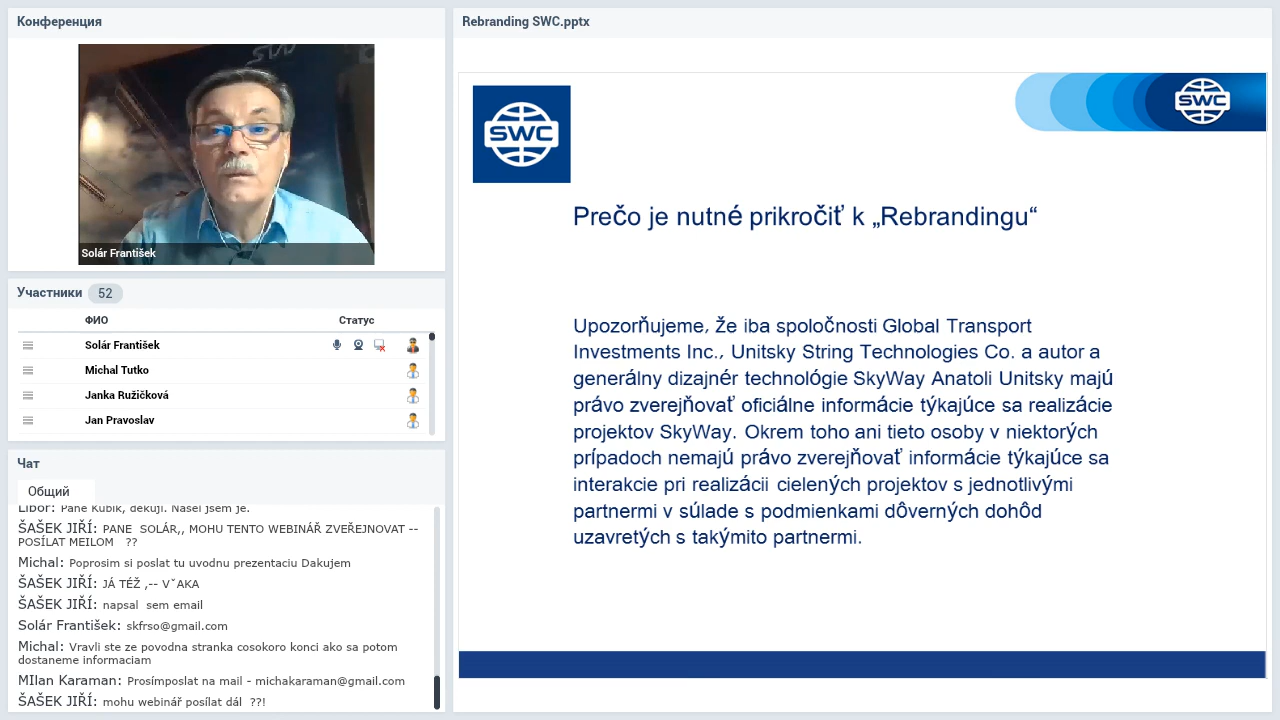 Конференция
Solár František
Участники 52
ФИО Статус
Solár František
Michal Tutko
Janka Ružičková
Jan Pravoslav
Чат
Общий
Libor: Pane Kubik, dekuji. Nasel jsem je.
ŠAŠEK JIŘÍ: PANE SOLÁR,, MOHU TENTO WEBINÁŘ ZVEŘEJNOVAT --
POSÍLAT MEILOM ??
Michal: Poprosim si poslat tu uvodnu prezentaciu Dakujem
ŠAŠEK JIŘÍ: JÁ TÉŽ ,-- VˇAKA
ŠAŠEK JIŘÍ: napsal sem email
Solár František: skfrso@gmail.com
Michal: Vravli ste ze povodna stranka cosokoro konci ako sa potom
dostaneme informaciam
MIlan Karaman: Prosímposlat na mail - michakaraman@gmail.com
ŠAŠEK JIŘÍ: mohu webinář posílat dál ??!
Rebranding SWC.pptx
SWC
SWC
Prečo je nutné prikročiť k „Rebrandingu“
Upozorňujeme, že iba spoločnosti Global Transport
Investments Inc., Unitsky String Technologies Co. a autor a
generálny dizajnér technológie SkyWay Anatoli Unitsky majú
právo zverejňovať oficiálne informácie týkajúce sa realizácie
projektov SkyWay. Okrem toho ani tieto osoby v niektorých
prípadoch nemajú právo zverejňovať informácie týkajúce sa
interakcie pri realizácii cielených projektov s jednotlivými
partnermi v súlade s podmienkami dôverných dohôd
uzavretých s takýmito partnermi.